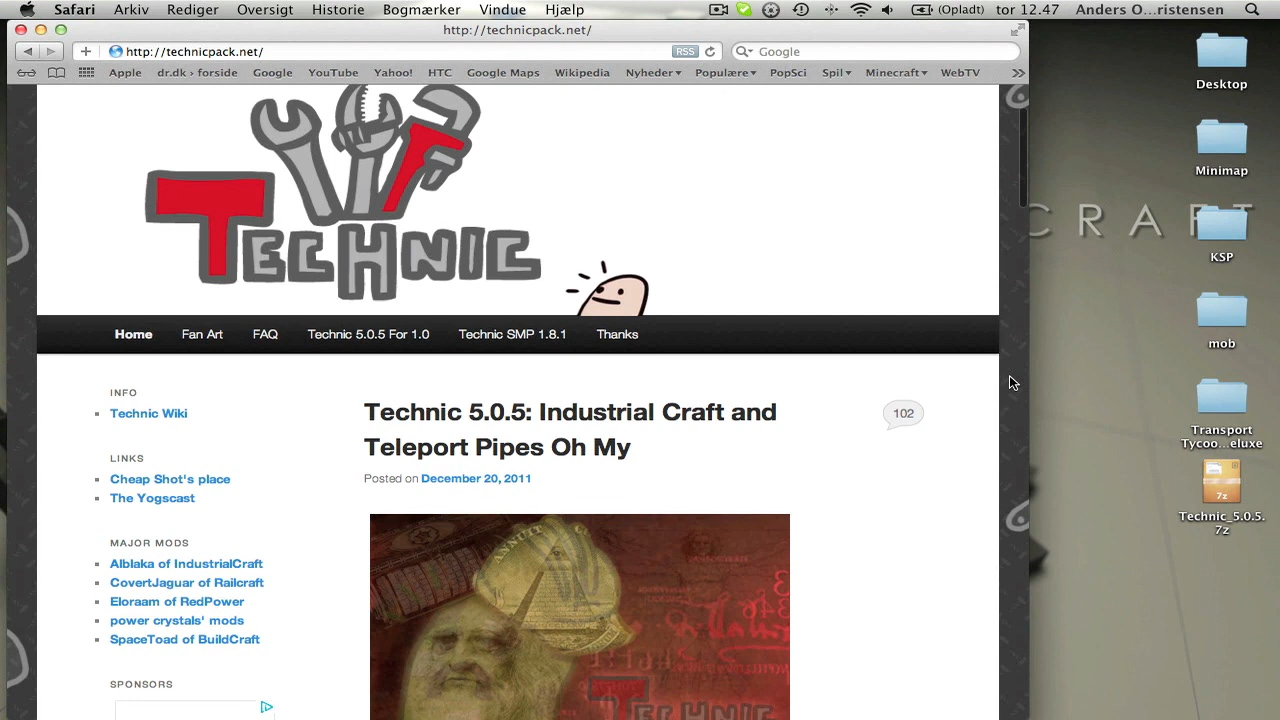 Safari Arkiv Rediger Oversigt Historie Bogmærker Vindue Hjælp (Opladt) tor 12.47 Anders O...ristensen
http://technicpack.net/
http://technicpack.net/ RSS Google
Apple dr.dk › forside Google YouTube Yahoo! HTC Google Maps Wikipedia Nyheder Populære PopSci Spil Minecraft WebTV
TECHNIC
Home Fan Art FAQ Technic 5.0.5 For 1.0 Technic SMP 1.8.1 Thanks
INFO
Technic Wiki
LINKS
Cheap Shot's place
The Yogscast
MAJOR MODS
Alblaka of IndustrialCraft
CovertJaguar of Railcraft
Eloraam of RedPower
power crystals' mods
SpaceToad of BuildCraft
SPONSORS
Technic 5.0.5: Industrial Craft and
Teleport Pipes Oh My
102
Posted on December 20, 2011
ANNUIT
TECHNIC
Desktop
Minimap
CRAFT
KSP
mob
Transport
Tycoo...eluxe
7z
Technic_5.0.5.
7z